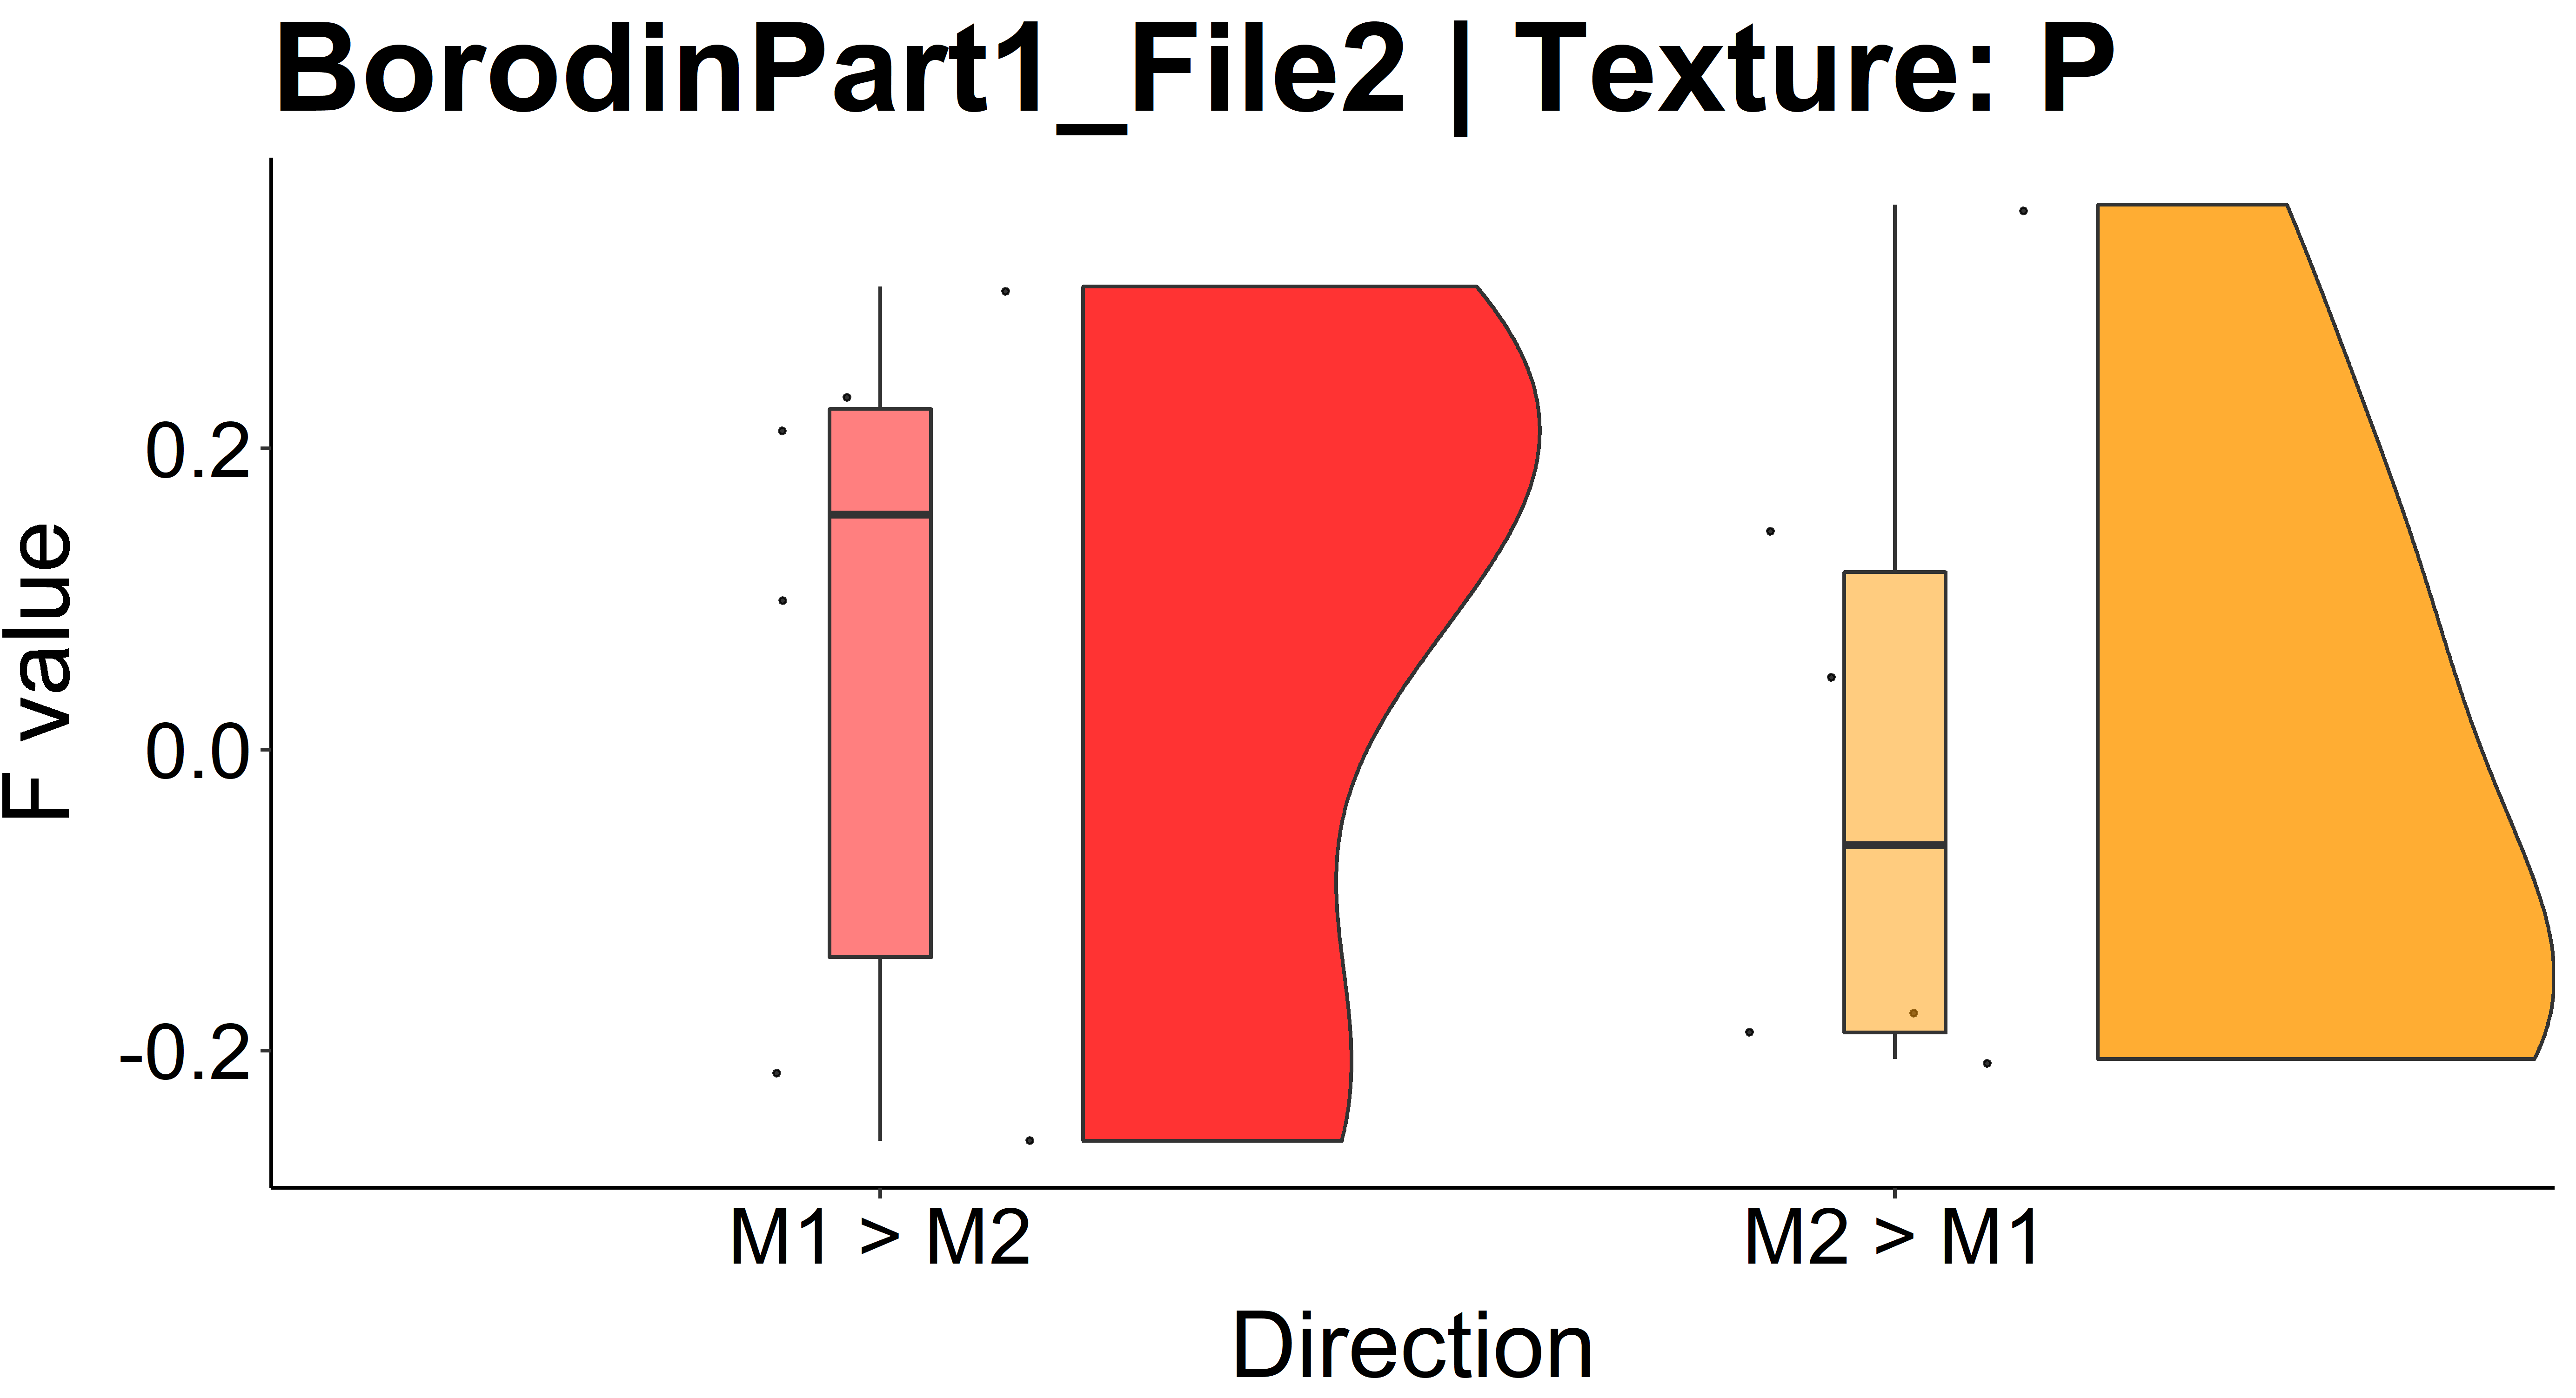 BorodinPart1_File2 | Texture: P
F value
0.2
0.0
-0.2
M1 > M2
M2 > M1
Direction